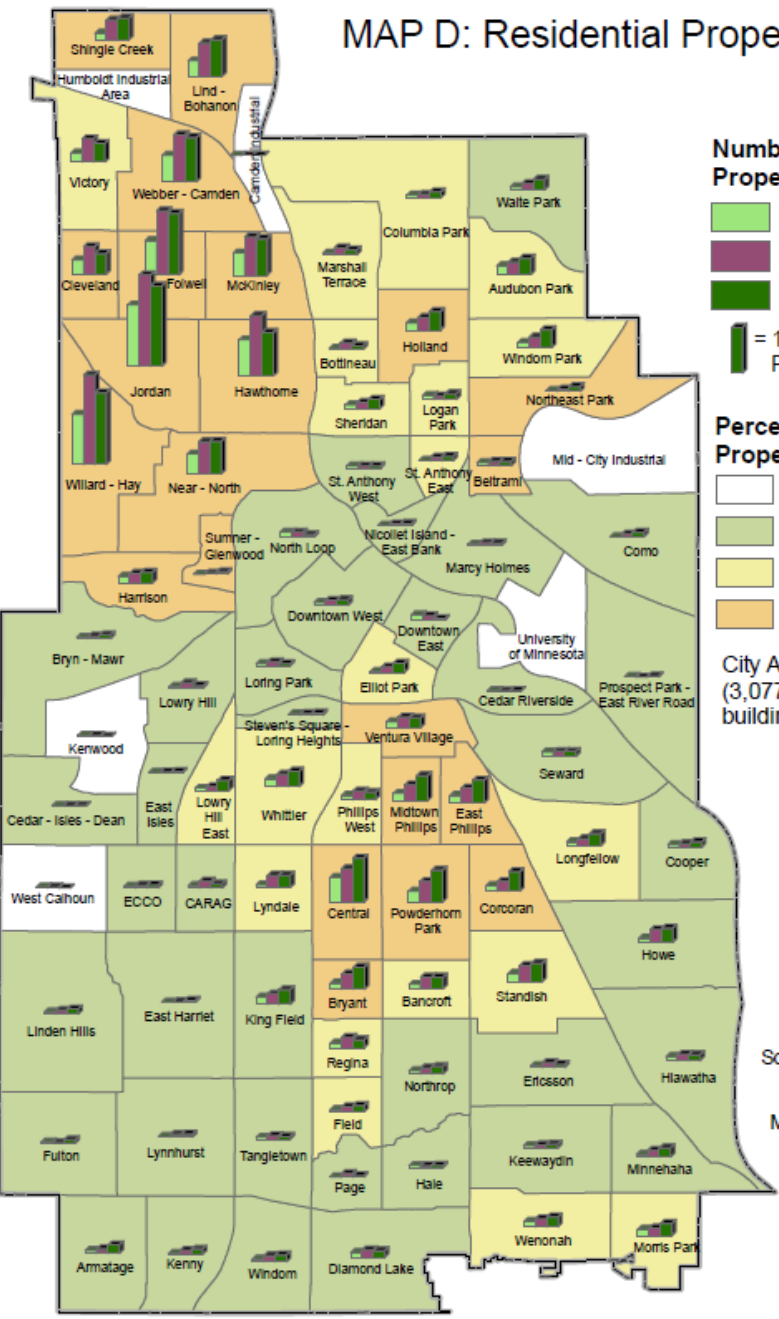 MAP D: Residential Prope
Shingle Creek
Humboldt Industrial
Area
Lind -
Bohanon
Camden Industrial
Numb
Prope
Victory
Webber - Camden
Waite Park
Columbia Park
Cleveland
Folwell
McKinley
Marshall
Terrace
Audubon Park
= 1
P
Holland
Bottineau
Windom Park
Jordan
Hawthorne
Northeast Park
Sheridan
Logan
Park
Perce
Prope
Mid - City Industrial
Willard - Hay
Near - North
St. Anthony
West
St. Anthony
East
Beltrami
Sumner -
Glenwood
North Loop
Nicollet Island -
East Bank
Como
Marcy Holmes
Harrison
Downtown West
Downtown
East
University
of Minnesota
Bryn - Mawr
Loring Park
Elliot Park
City A
(3,077
buildin
Lowry Hill
Cedar Riverside
Prospect Park -
East River Road
Steven's Square -
Loring Heights
Ventura Village
Kenwood
Seward
Cedar - Isles - Dean
East
Isles
Lowry
Hill
East
Whittier
Phillips
West
Midtown
Phillips
East
Phillips
Longfellow
Cooper
West Calhoun
ECCO
CARAG
Lyndale
Central
Powderhorn
Park
Corcoran
Howe
Linden Hills
East Harriet
King Field
Bryant
Bancroft
Standish
Regina
Northrop
Ericsson
Hiawatha
So
Field
M
Fulton
Lynnhurst
Tangletown
Page
Hale
Keewaydin
Minnehaha
Wenonah
Morris Park
Armatage
Kenny
Windom
Diamond Lake